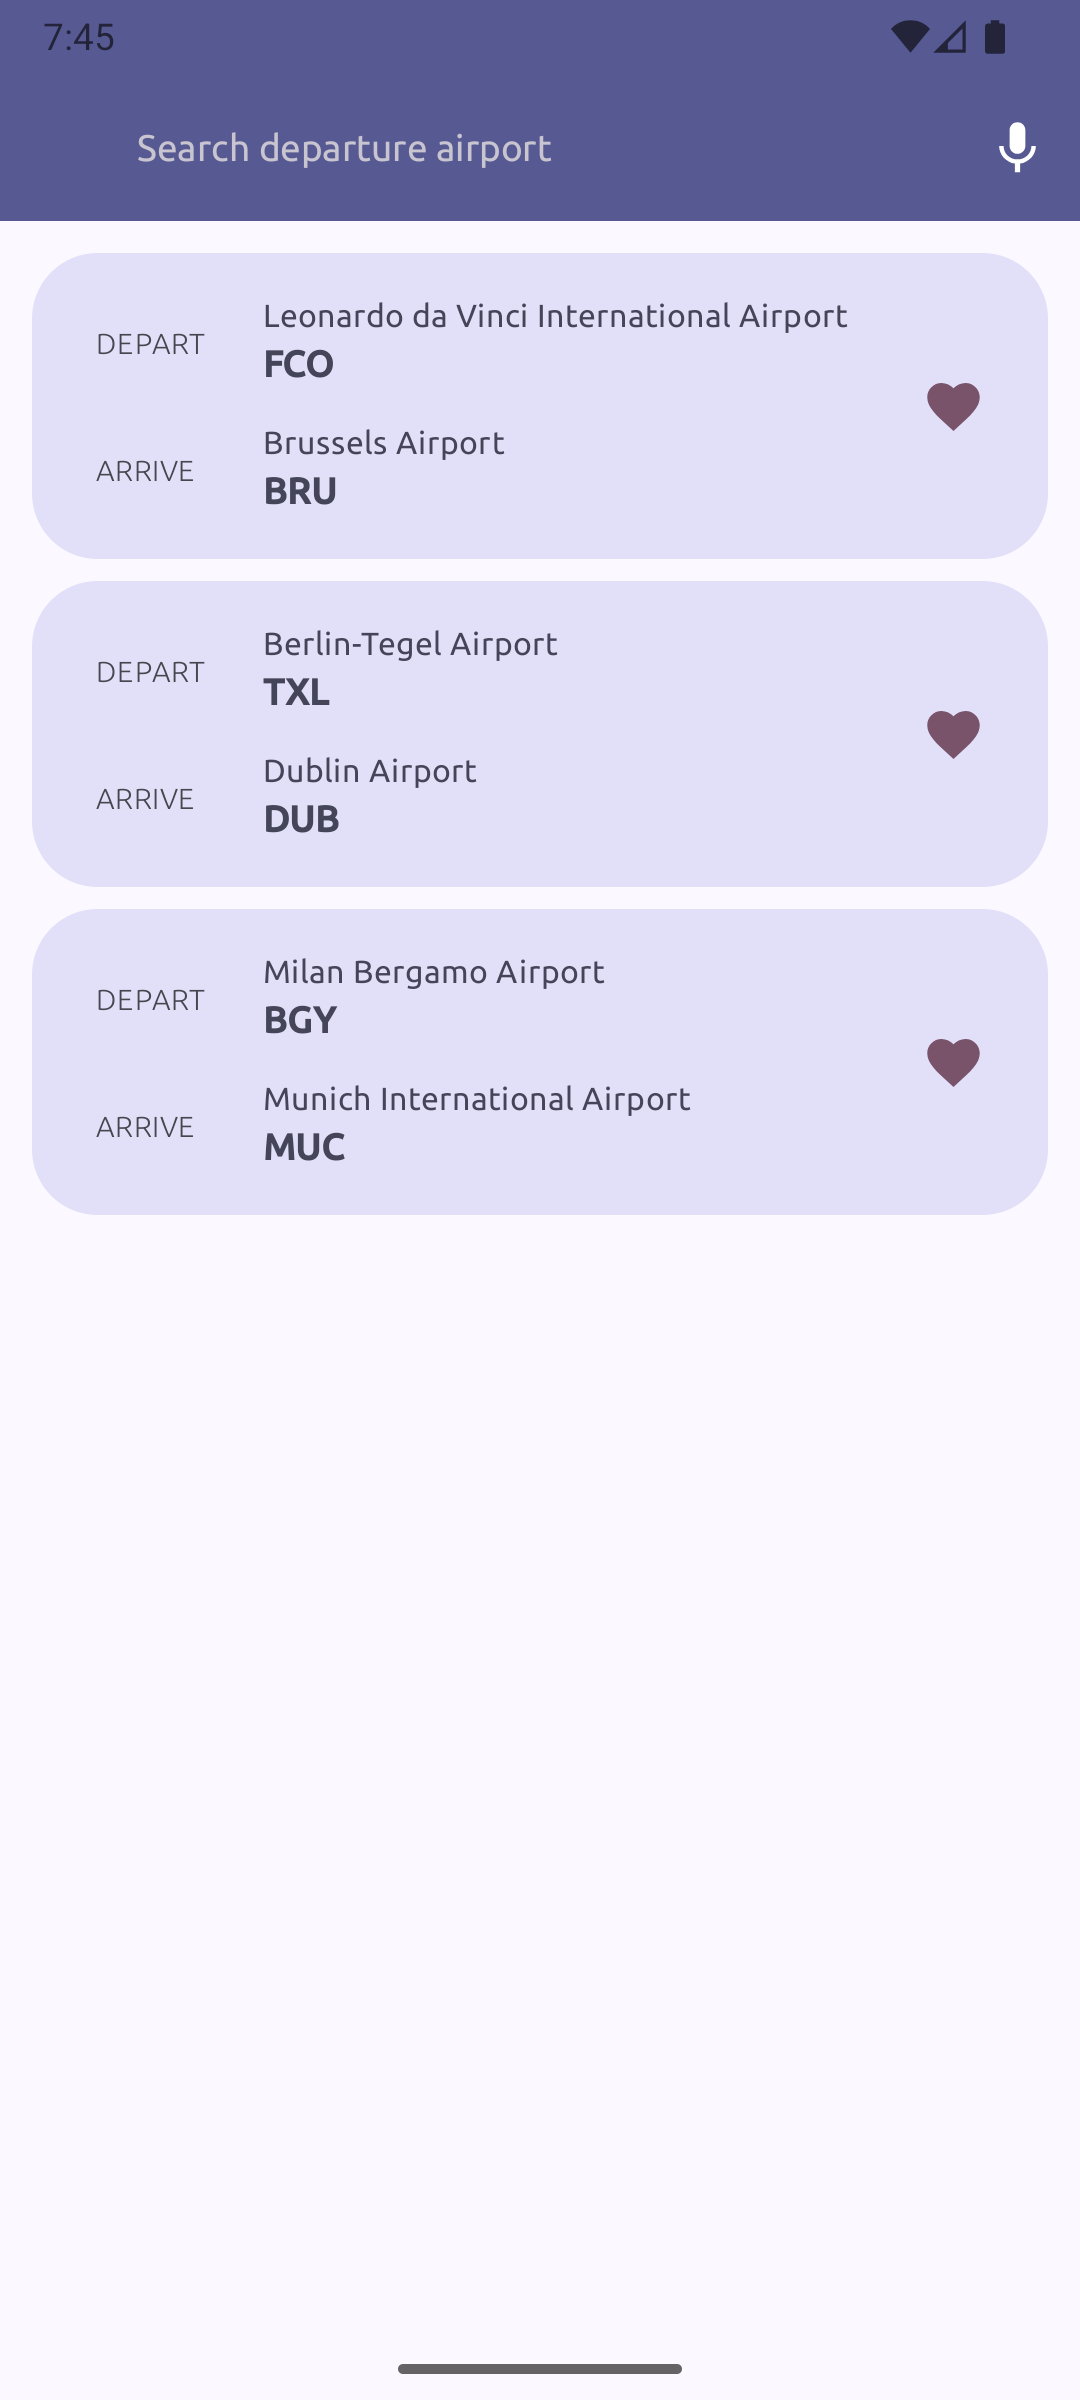 7:45
Search departure airport
Leonardo da Vinci International Airport
DEPART
FCO
Brussels Airport
ARRIVE
BRU
Berlin-Tegel Airport
DEPART
TXL
Dublin Airport
ARRIVE
DUB
Milan Bergamo Airport
DEPART
BGY
Munich International Airport
ARRIVE
MUC